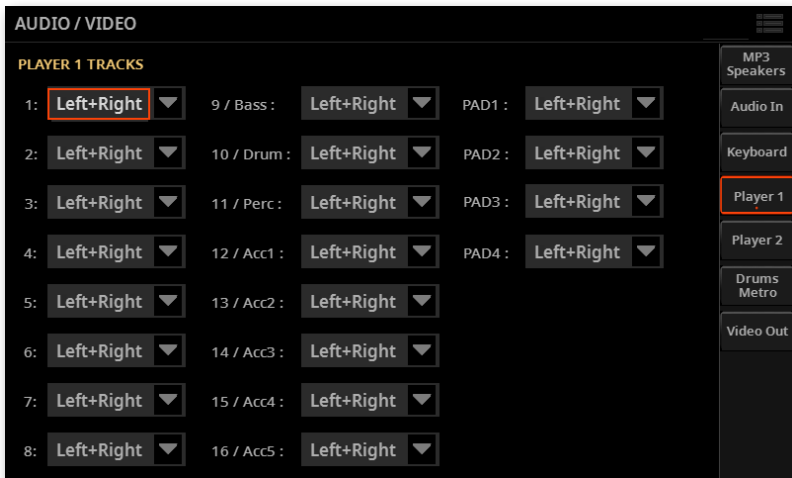 AUDIO / VIDEO
PLAYER 1 TRACKS
1: Left+Right 9 / Bass : Left+Right PAD1 : Left+Right
2: Left+Right 10 / Drum : Left+Right PAD2 : Left+Right
3: Left+Right 11 / Perc : Left+Right PAD3 : Left+Right
4: Left+Right 12 / Acc1 : Left+Right PAD4 : Left+Right
5: Left+Right 13 / Acc2 : Left+Right
6: Left+Right 14 / Acc3 : Left+Right
7: Left+Right 15 / Acc4 : Left+Right
8: Left+Right 16 / Acc5 : Left+Right
MP3
Speakers
Audio In
Keyboard
Player 1
Player 2
Drums
Metro
Video Out